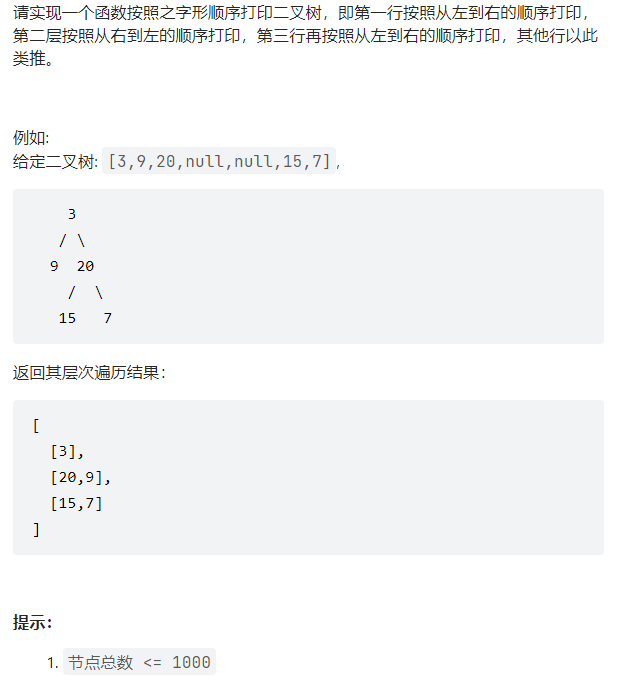 请实现一个函数按照之字形顺序打印二叉树，即第一行按照从左到右的顺序打印，
第二层按照从右到左的顺序打印，第三行再按照从左到右的顺序打印，其他行以此
类推。
例如:
给定二叉树: [3,9,20,null,null,15,7],
3
/ \
9 20
/ \
15 7
返回其层次遍历结果：
[
[3],
[20,9],
[15,7]
]
提示：
1. 节点总数 <= 1000